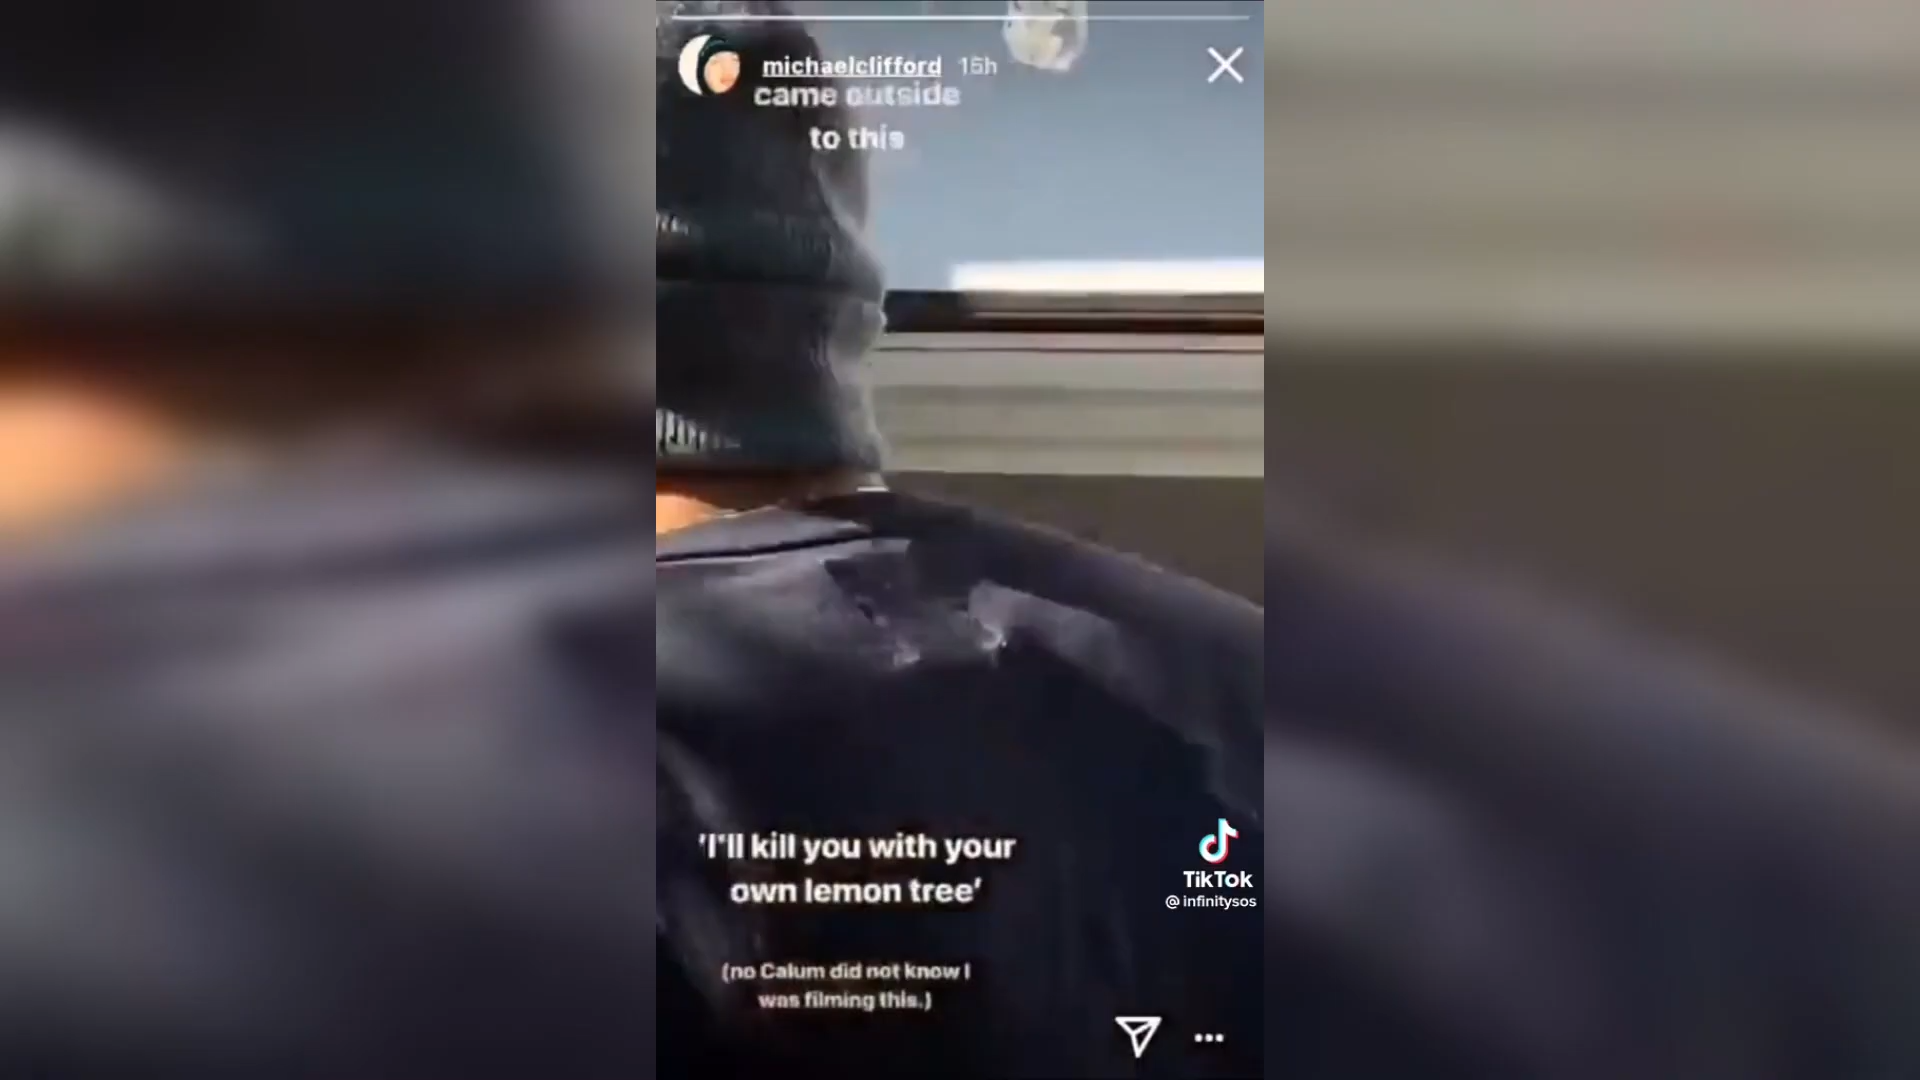 michaelclifford 15h
came outside
to this
'I'll kill you with your
own lemon tree'
(no Calum did not know I
was filming this.)
TikTok
@infinitysos